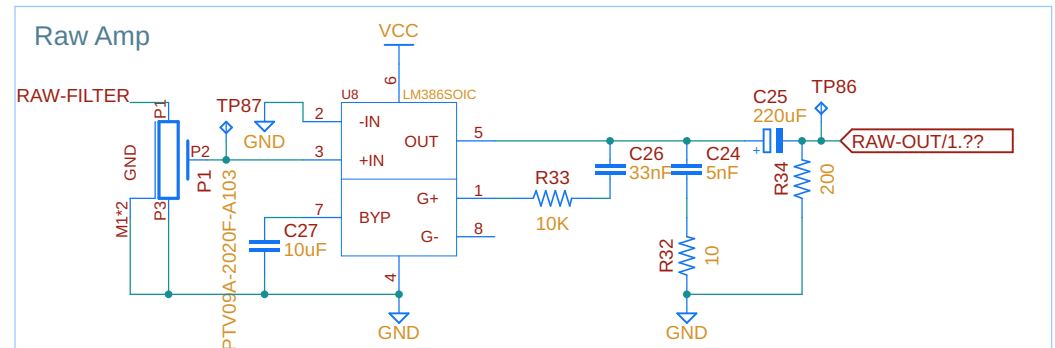 Raw Amp
VCC
RAW-FILTER
P1
TP87
U8
LM386SOIC
6
C25
220uF
TP86
GND
2
-IN
OUT
5
RAW-OUT/1.??
GND
P2
P1
3
+IN
C26
33nF
C24
5nF
R34
200
R33
10K
1
G+
M1*2
P3
PTV09A-2020F-A103
C27
10uF
7
BYP
G-
8
R32
10
4
GND
GND